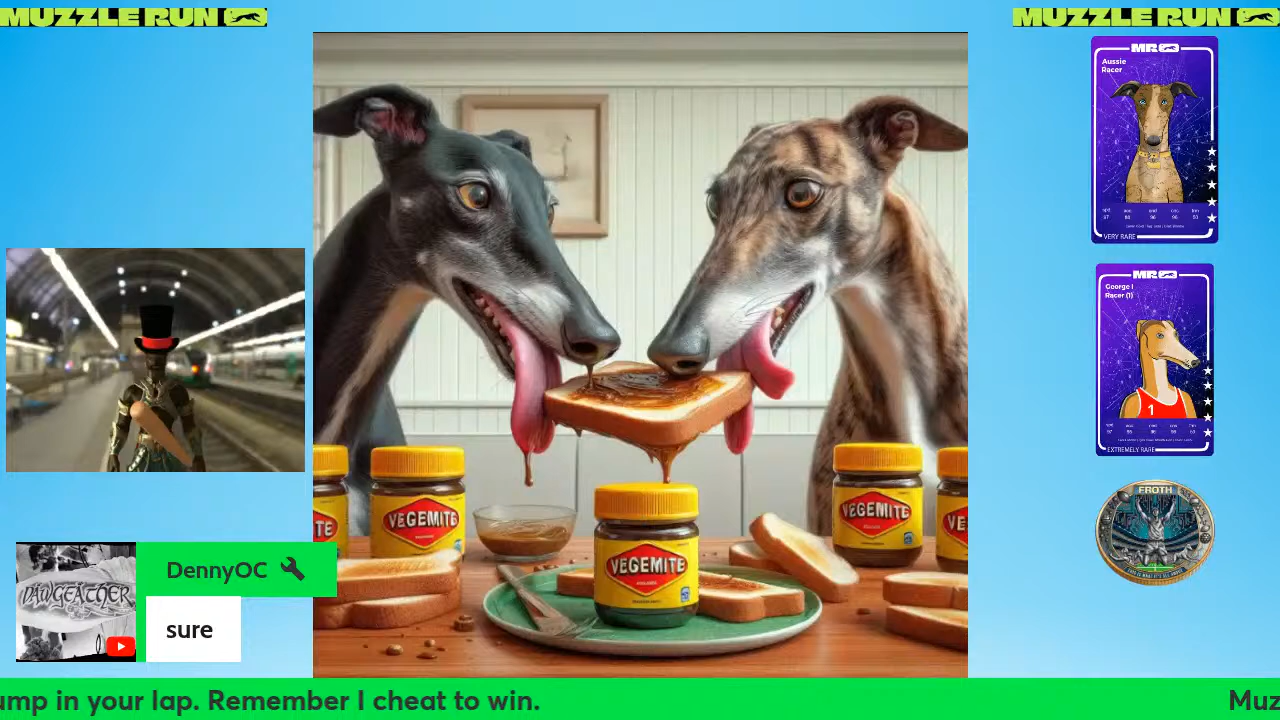 MUZZLE RUN
MUZZLE RUN
MR
Aussie
Racer
VERY RARE
MR
George I
Racer (1)
1
EXTREMELY RARE
FROTH
VEGEMITE
VEGEMITE
VEGEMITE
DAWGEATHER
DennyOC
sure
ump in your lap. Remember I cheat to win.
Muz